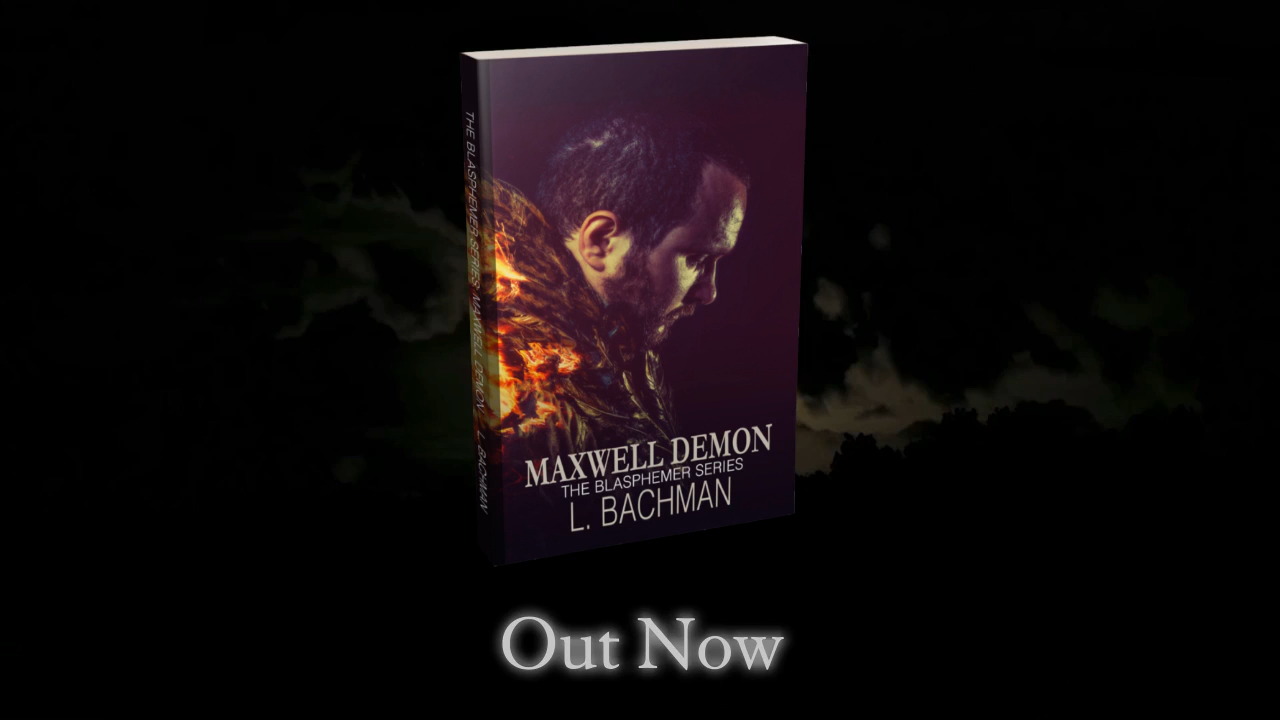 THE BLASPHEMER SERIES: MAXWELL DEMON L. BACHMAN
MAXWELL DEMON
THE BLASPHEMER SERIES
L. BACHMAN
Out Now